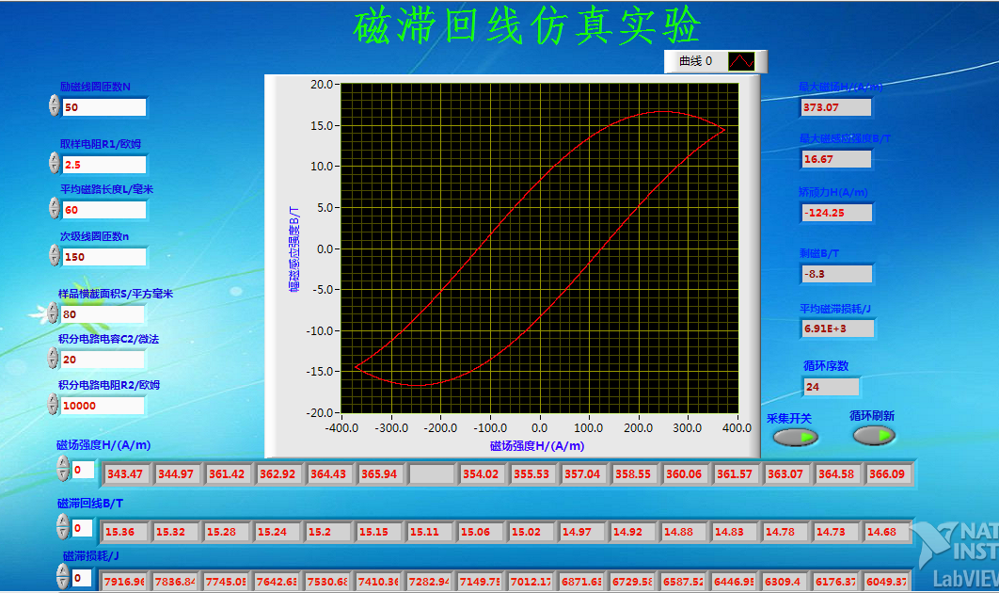 磁滞回线仿真实验
曲线 0
励磁线圈匝数N
50
取样电阻R1/欧姆
2.5
平均磁路长度L/毫米
60
次级线圈匝数n
150
样品横截面积S/平方毫米
80
积分电路电容C2/微法
20
积分电路电阻R2/欧姆
10000
20.0
15.0
10.0
5.0
0.0
-5.0
-10.0
-15.0
-20.0
幅磁感应强度B/T
-400.0 -300.0 -200.0 -100.0 0.0 100.0 200.0 300.0 400.0
磁场强度H/(A/m)
最大磁场H/(A/m)
373.07
最大磁感应强度B/T
16.67
矫顽力H(A/m)
-124.25
剩磁B/T
-8.3
平均磁滞损耗/J
6.91E+3
循环序数
24
采集开关
循环刷新
磁场强度H/(A/m)
0 343.47 344.97 361.42 362.92 364.43 365.94 354.02 355.53 357.04 358.55 360.06 361.57 363.07 364.58 366.09
磁滞回线B/T
0 15.36 15.32 15.28 15.24 15.2 15.15 15.11 15.06 15.02 14.97 14.92 14.88 14.83 14.78 14.73 14.68
磁滞损耗/J
0 7916.96 7836.84 7745.05 7642.65 7530.68 7410.36 7282.94 7149.75 7012.17 6871.63 6729.58 6587.52 6446.95 6309.4 6176.37 6049.37
NAT
INST
LabVIEW